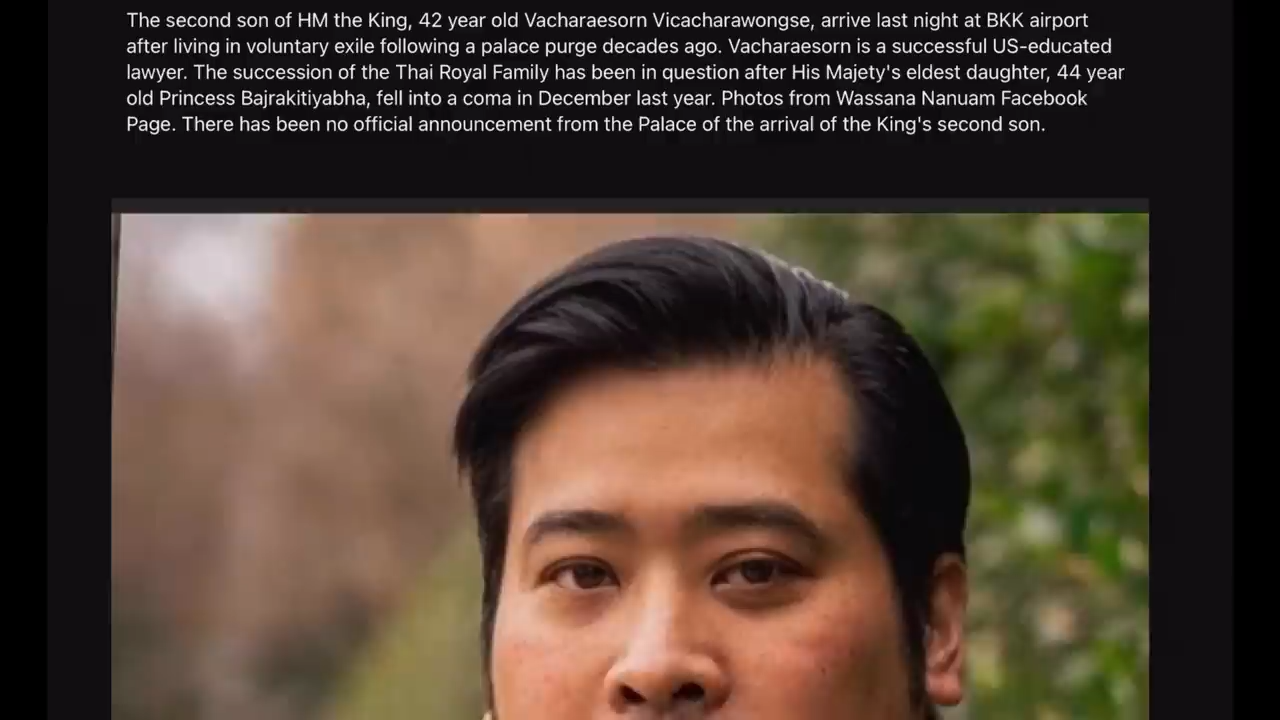 The second son of HM the King, 42 year old Vacharaesorn Vicacharawongse, arrive last night at BKK airport
after living in voluntary exile following a palace purge decades ago. Vacharaesorn is a successful US-educated
lawyer. The succession of the Thai Royal Family has been in question after His Majety's eldest daughter, 44 year
old Princess Bajrakitiyabha, fell into a coma in December last year. Photos from Wassana Nanuam Facebook
Page. There has been no official announcement from the Palace of the arrival of the King's second son.